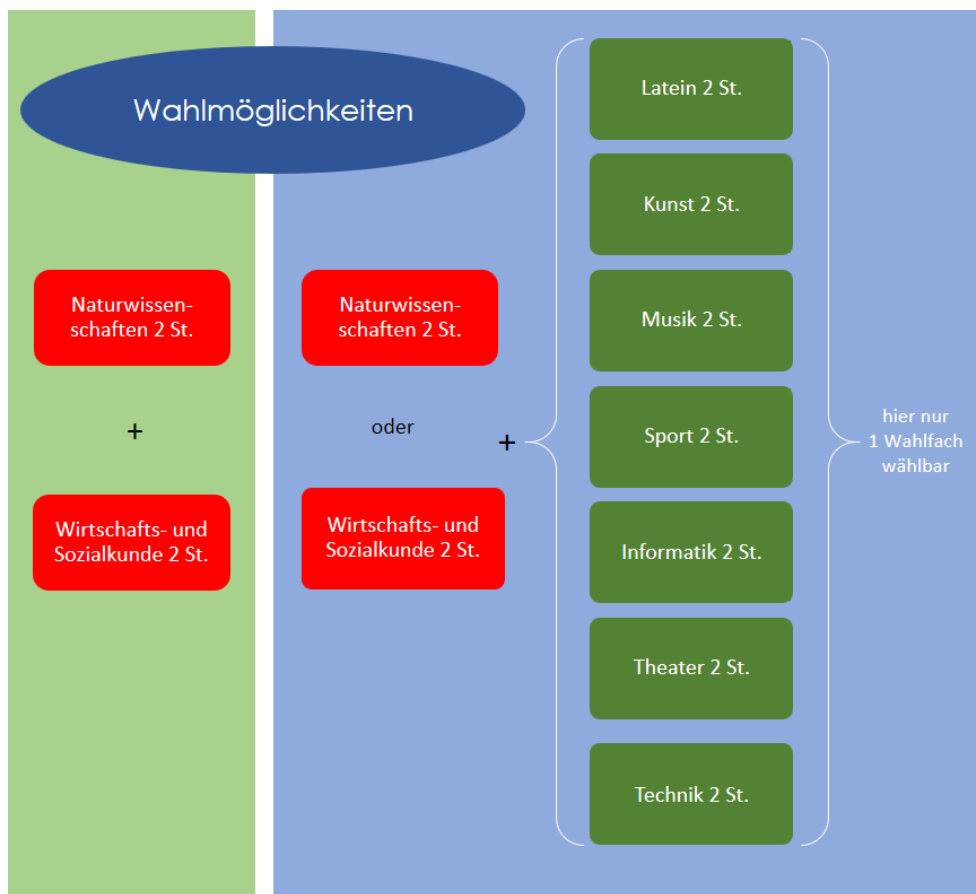 Wahlmöglichkeiten
Naturwissen-
schaften 2 St.
+
Wirtschafts- und
Sozialkunde 2 St.
Naturwissen-
schaften 2 St.
oder
Wirtschafts- und
Sozialkunde 2 St.
+
Latein 2 St.
Kunst 2 St.
Musik 2 St.
Sport 2 St.
Informatik 2 St.
Theater 2 St.
Technik 2 St.
hier nur
1 Wahlfach
wählbar